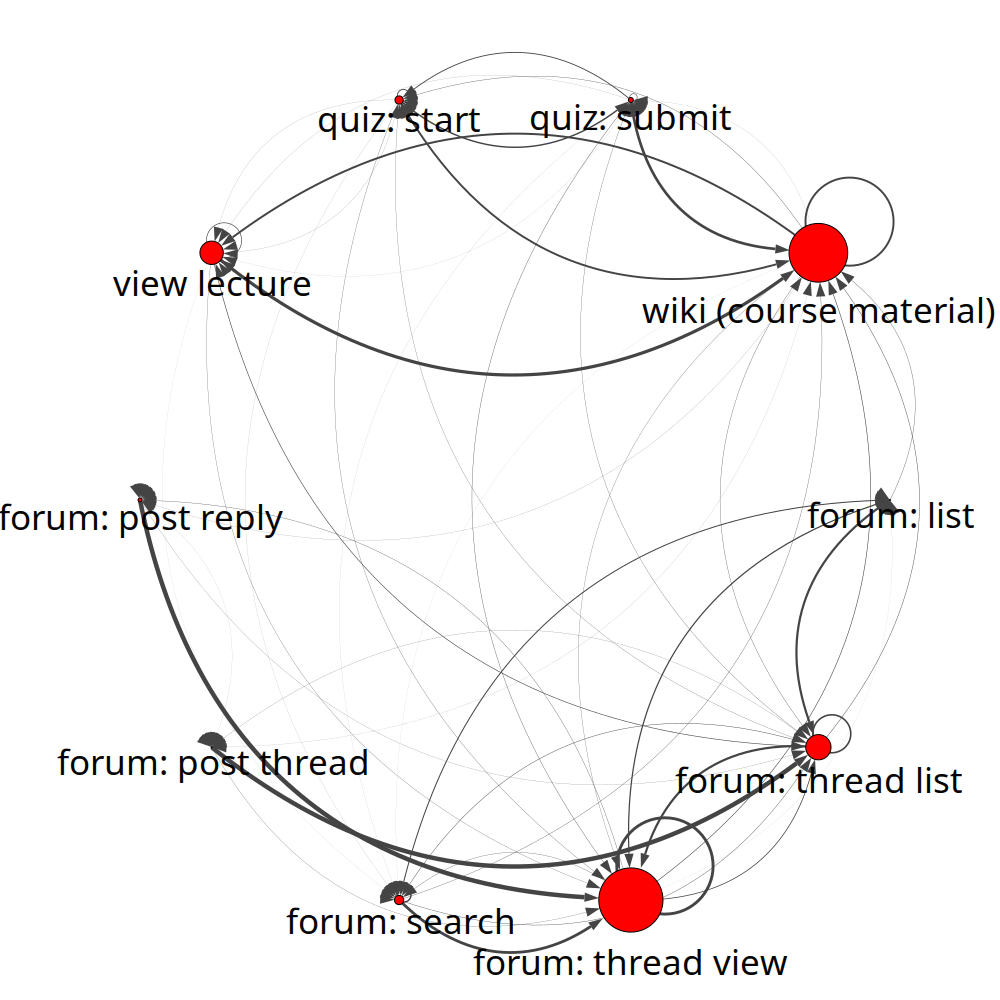 quiz: start
quiz: submit
view lecture
wiki (course material)
forum: post reply
forum: list
forum: post thread
forum: thread list
forum: search
forum: thread view